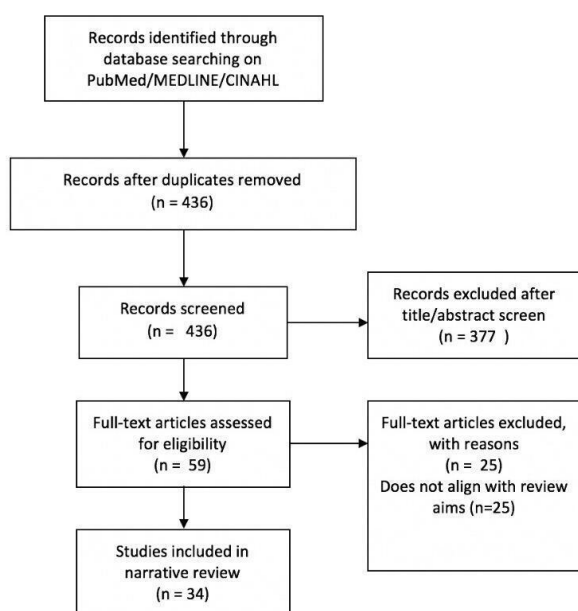 Records identified through
database searching on
PubMed/MEDLINE/CINAHL
Records after duplicates removed
(n = 436)
Records screened
(n = 436)
Records excluded after
title/abstract screen
(n = 377 )
Full-text articles assessed
for eligibility
(n = 59)
Full-text articles excluded,
with reasons
(n = 25)
Does not align with review
aims (n=25)
Studies included in
narrative review
(n = 34)